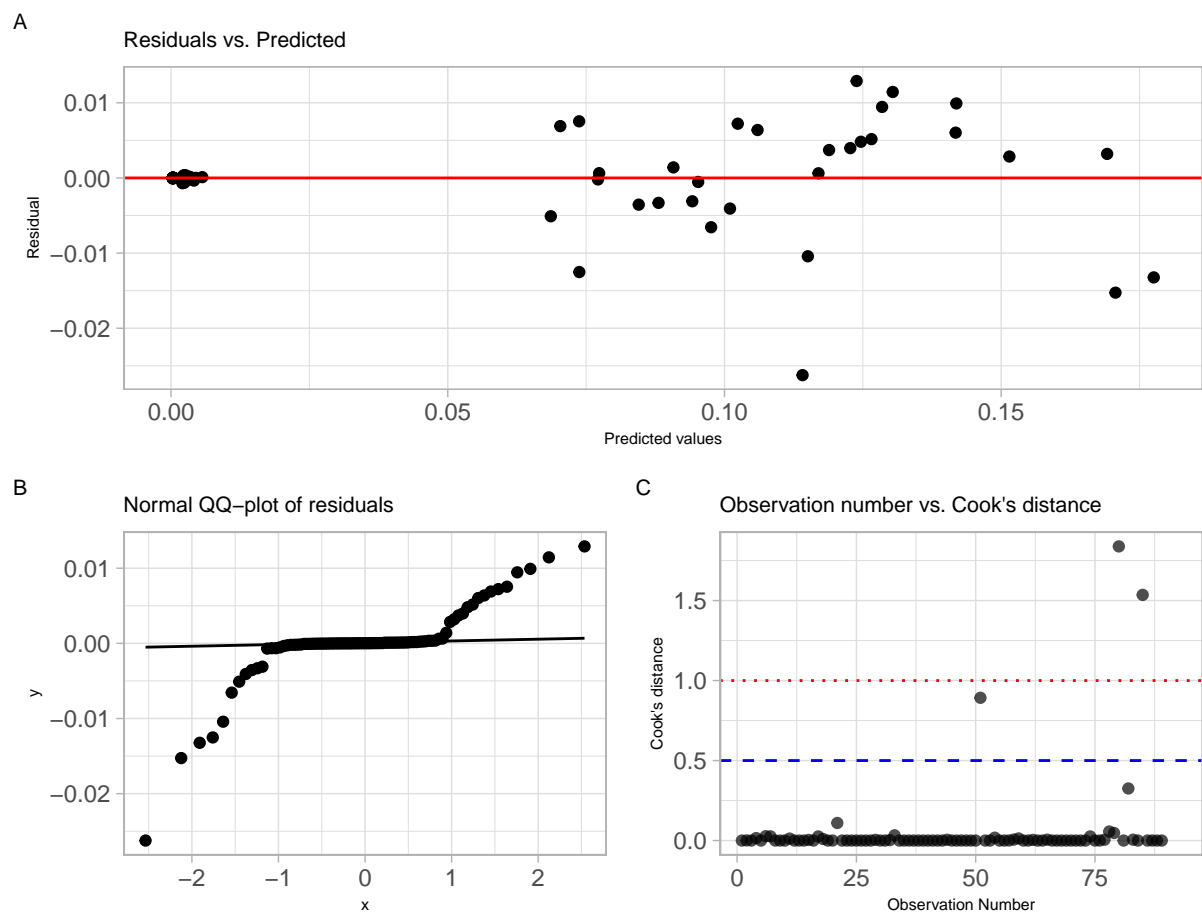 A
Residuals vs. Predicted
0.01
0.00
−0.01
−0.02
Residual
0.00 0.05 0.10 0.15
Predicted values
B
Normal QQ−plot of residuals
0.01
0.00
−0.01
−0.02
y
−2 −1 0 1 2
x
C
Observation number vs. Cook's distance
1.5
1.0
0.5
0.0
Cook's distance
0 25 50 75
Observation Number